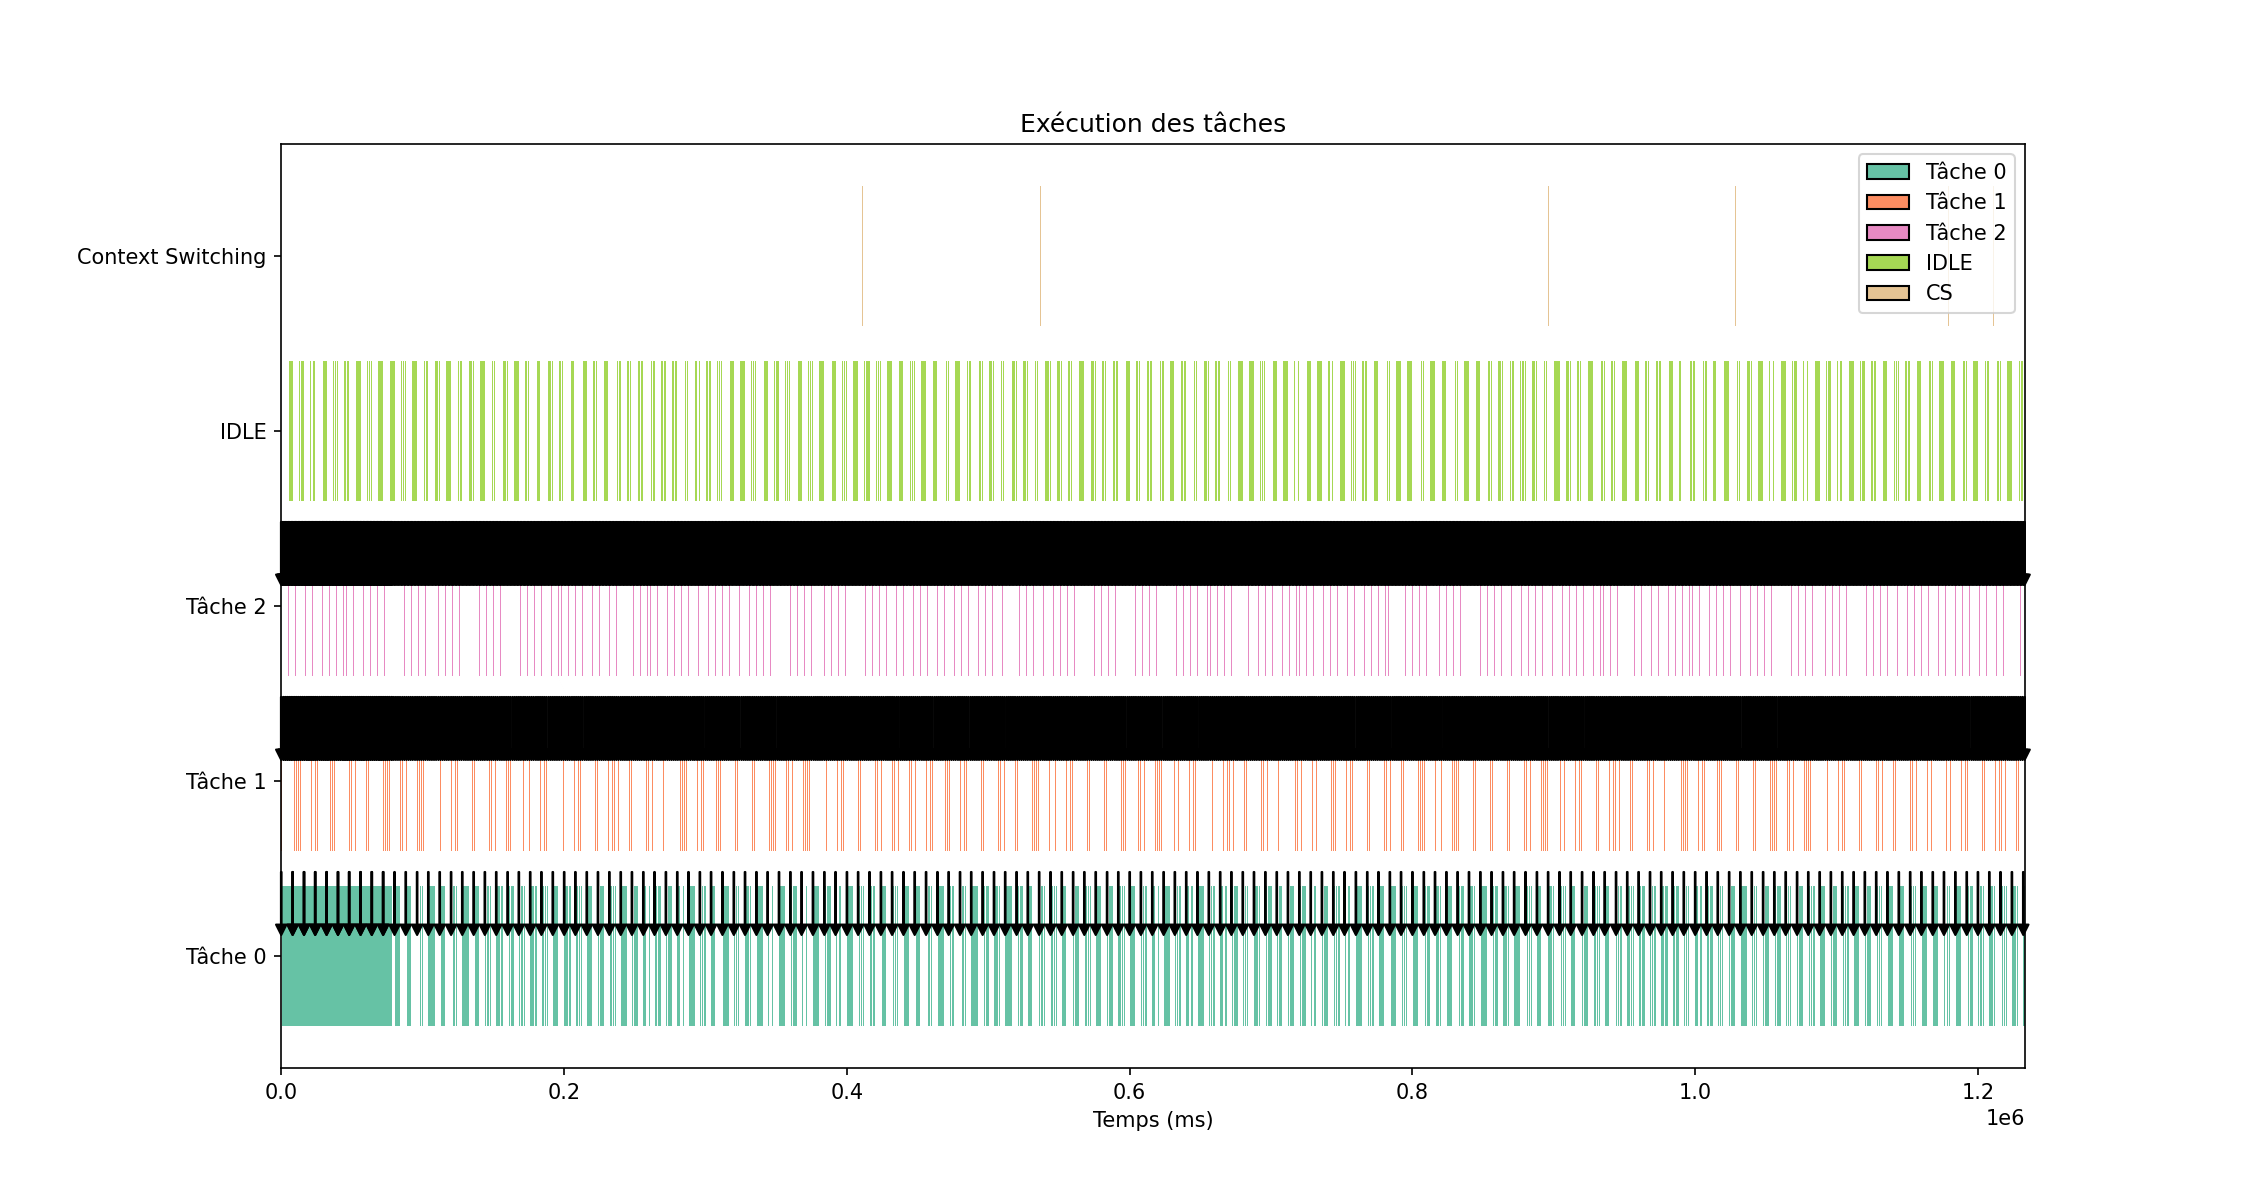 Exécution des tâches
Tâche 0
Tâche 1
Tâche 2
IDLE
CS
Context Switching
IDLE
Tâche 2
Tâche 1
Tâche 0
0.0 0.2 0.4 0.6 0.8 1.0 1.2
1e6
Temps (ms)